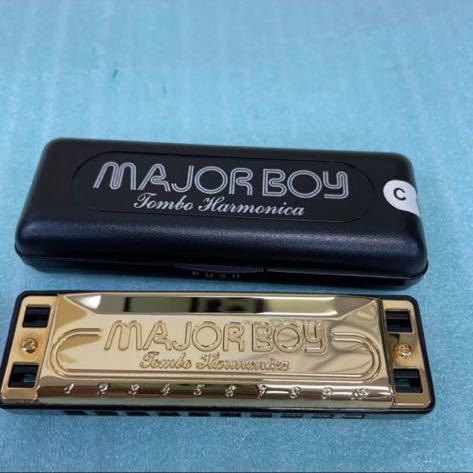 MAJOR BOY
Tombo Harmonica
C
PUSH
MAJOR BOY
Tombo Harmonica
1 2 3 4 5 6 7 8 9 10